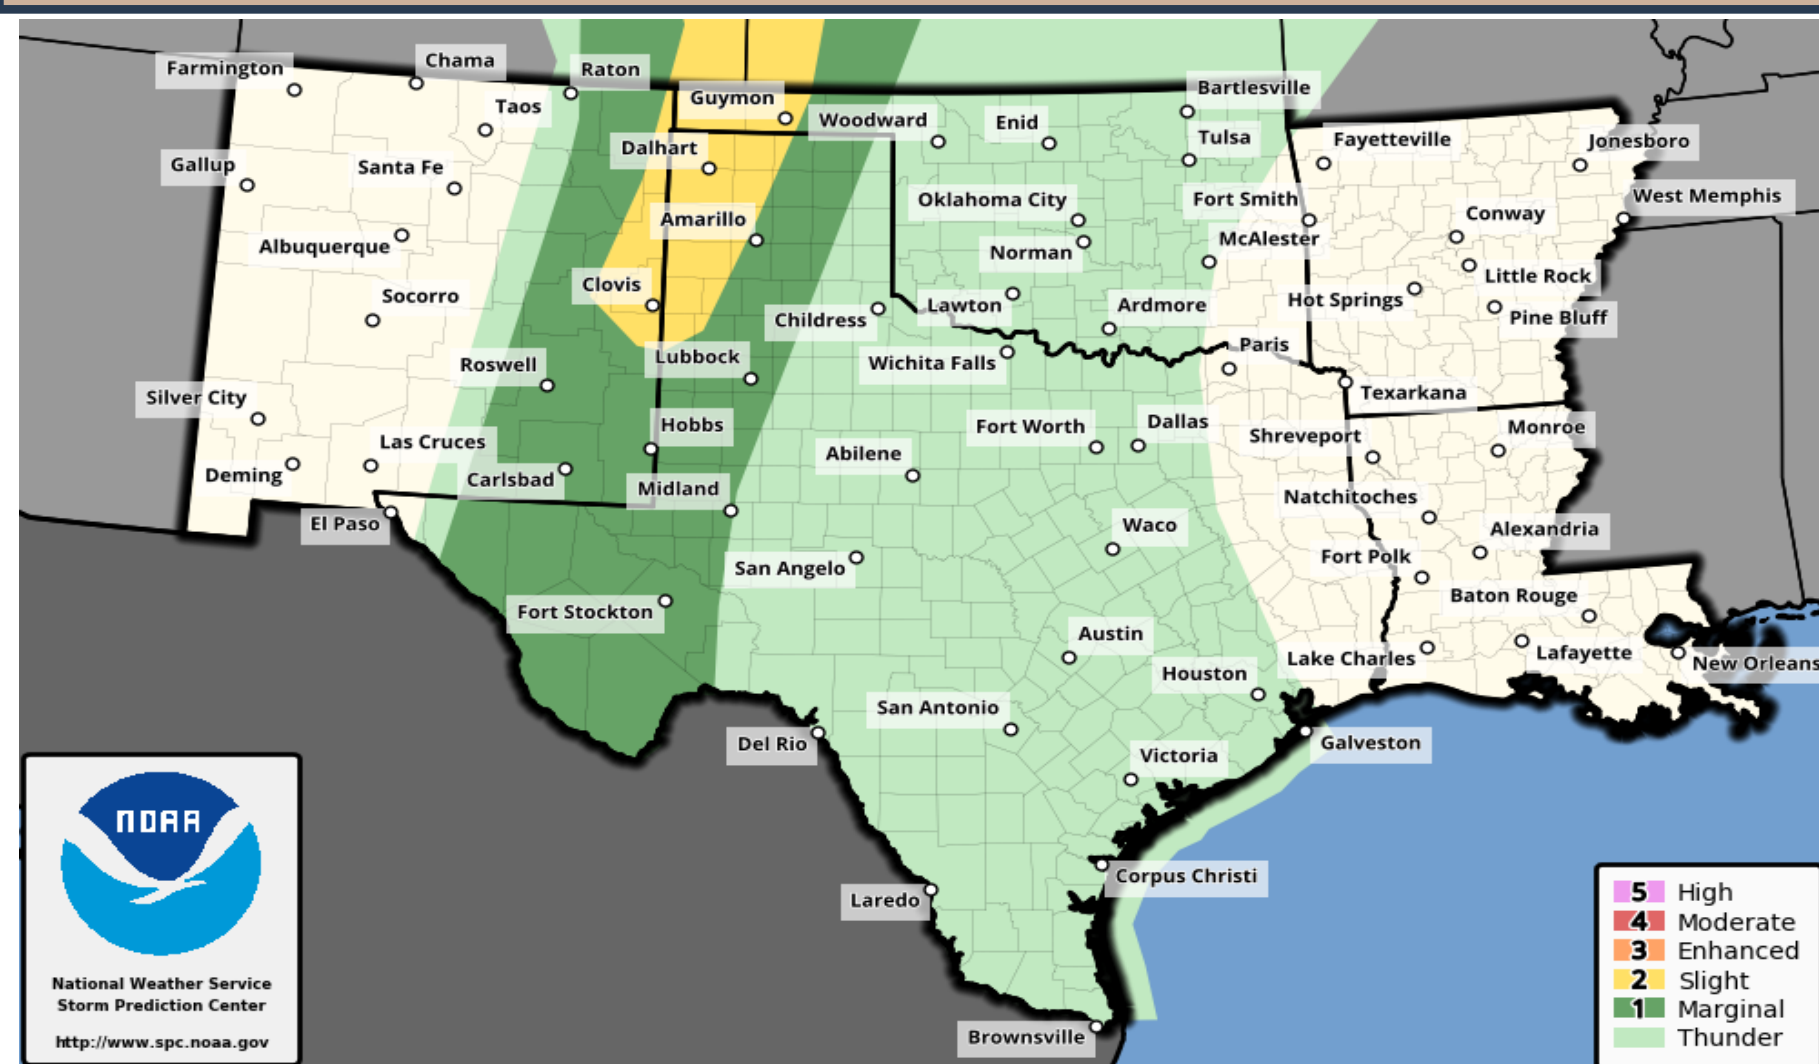 Farmington
Chama
Raton
Taos
Guymon
Bartlesville
Woodward
Enid
Tulsa
Fayetteville
Jonesboro
Dalhart
Gallup
Santa Fe
Oklahoma City
Fort Smith
West Memphis
Amarillo
Conway
Albuquerque
Norman
McAlester
Clovis
Little Rock
Socorro
Hot Springs
Lawton
Ardmore
Childress
Pine Bluff
Paris
Lubbock
Roswell
Wichita Falls
Silver City
Texarkana
Hobbs
Dallas
Fort Worth
Monroe
Shreveport
Las Cruces
Abilene
Deming
Carlsbad
Midland
Natchitoches
El Paso
Waco
Alexandria
San Angelo
Fort Polk
Baton Rouge
Fort Stockton
Austin
Lake Charles
Lafayette
New Orleans
Houston
San Antonio
Del Rio
Galveston
Victoria
Corpus Christi
Laredo
Brownsville
NOAA
National Weather Service
Storm Prediction Center
http://www.spc.noaa.gov
5 High
4 Moderate
3 Enhanced
2 Slight
1 Marginal
Thunder